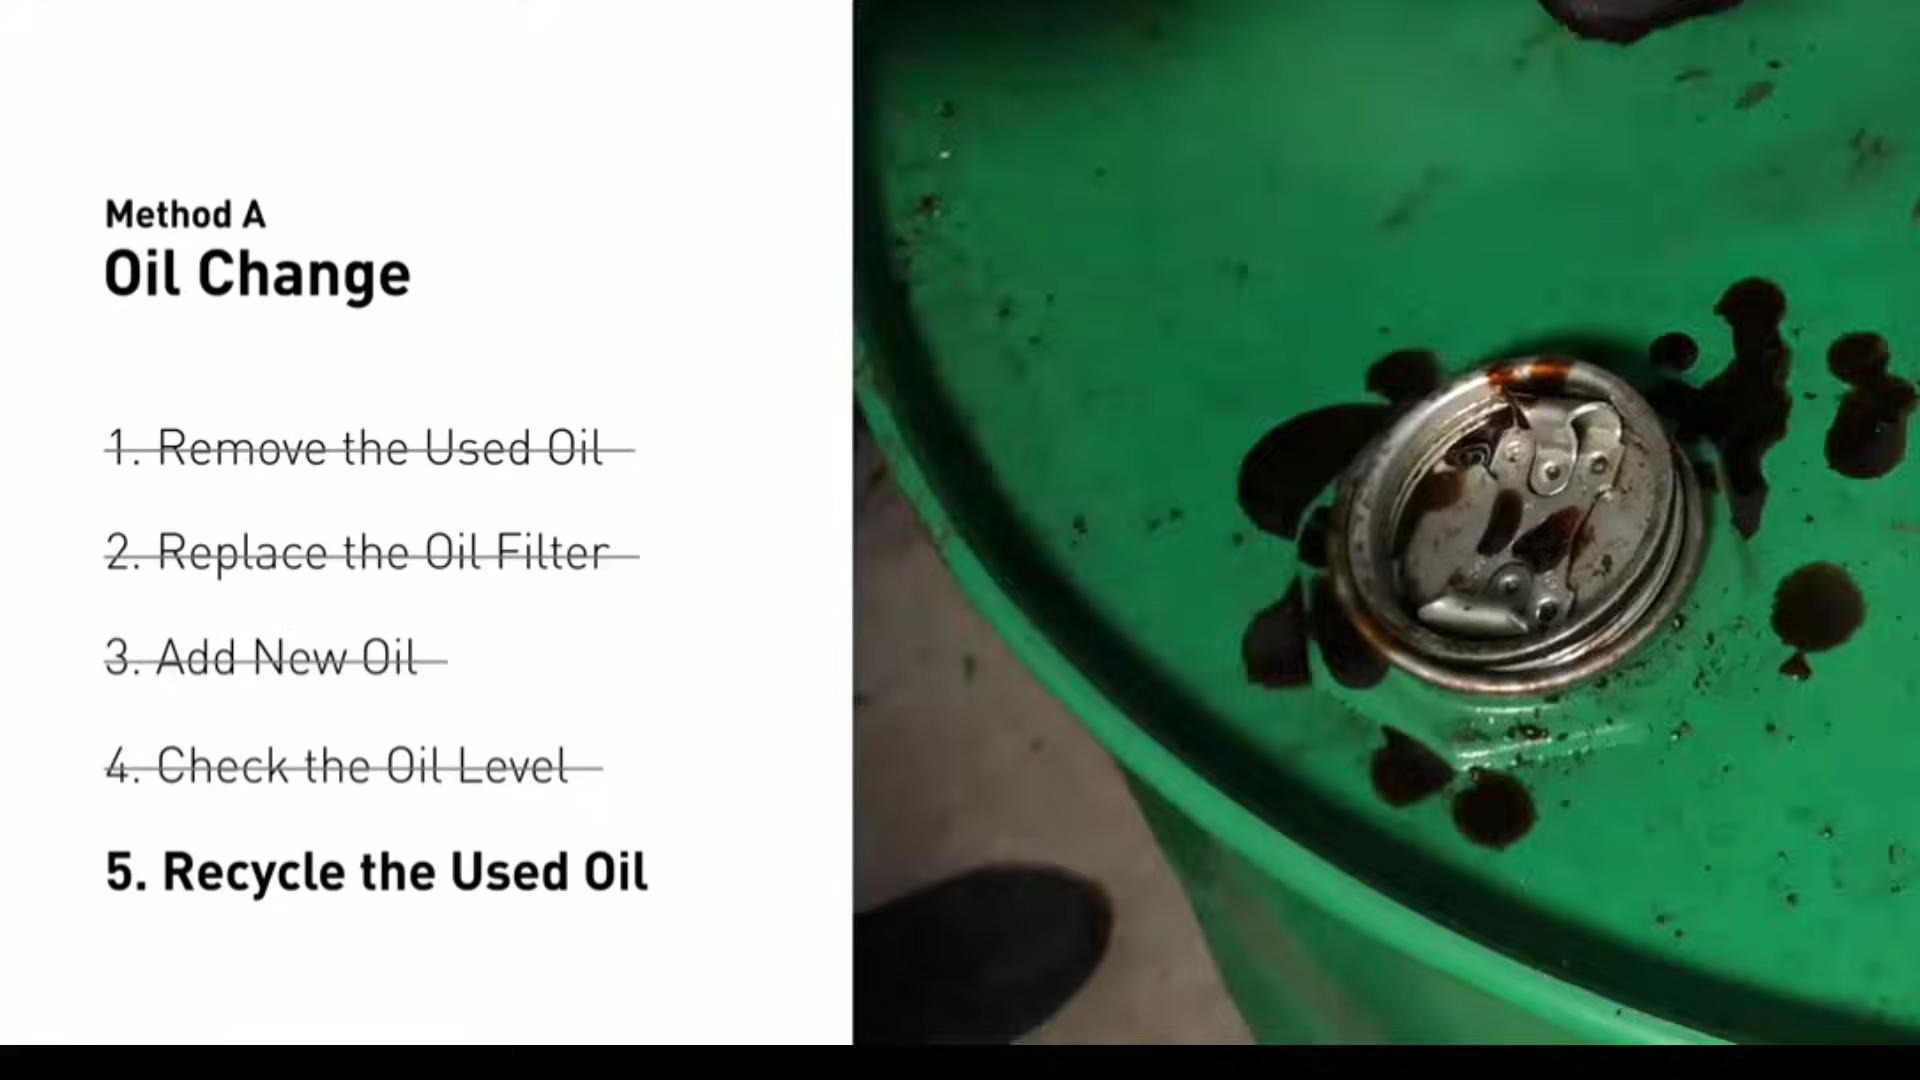 Method A
Oil Change
1. Remove the Used Oil
2. Replace the Oil Filter
3. Add New Oil
4. Check the Oil Level
5. Recycle the Used Oil